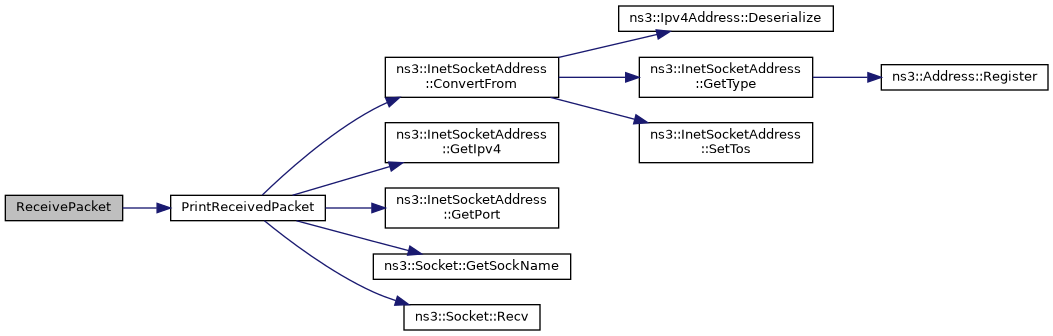 ReceivePacket
PrintReceivedPacket
ns3::InetSocketAddress
::ConvertFrom
ns3::Ipv4Address::Deserialize
ns3::InetSocketAddress
::GetType
ns3::Address::Register
ns3::InetSocketAddress
::SetTos
ns3::InetSocketAddress
::GetIpv4
ns3::InetSocketAddress
::GetPort
ns3::Socket::GetSockName
ns3::Socket::Recv